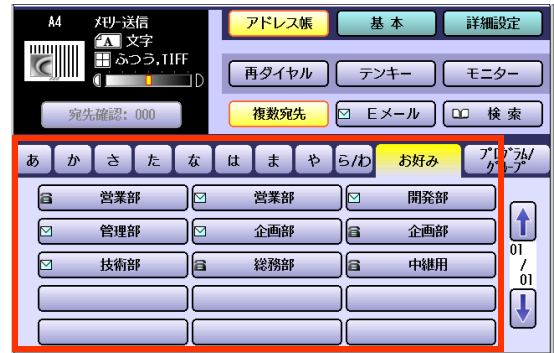 A4 ﾒﾓﾘｰ送信 アドレス帳 基本 詳細設定
A 文字
ふつう,TIFF
D 再ダイヤル テンキー モニター
宛先確認: 000 複数宛先 Eメール 検索
あ か さ た な は ま や ら/わ お好み ﾌﾟﾛｸﾞﾗﾑ/
ｸﾞﾙｰﾌﾟ
営業部 営業部 開発部
管理部 企画部 企画部
技術部 総務部 中継用
01
/
01